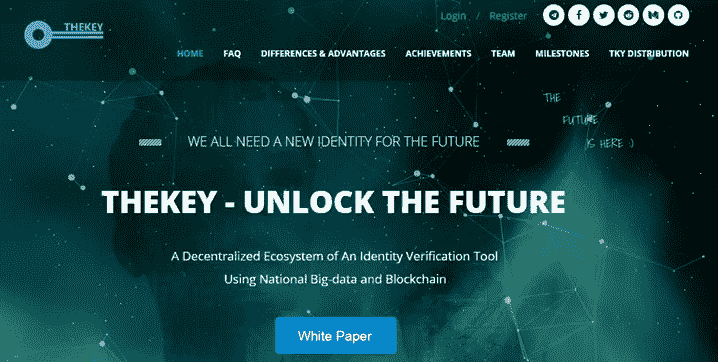 Login / Register
THEKEY
HOME FAQ DIFFERENCES & ADVANTAGES ACHIEVEMENTS TEAM MILESTONES TKY DISTRIBUTION
THE
FUTURE
IS HERE :)
WE ALL NEED A NEW IDENTITY FOR THE FUTURE
THEKEY - UNLOCK THE FUTURE
A Decentralized Ecosystem of An Identity Verification Tool
Using National Big-data and Blockchain
White Paper